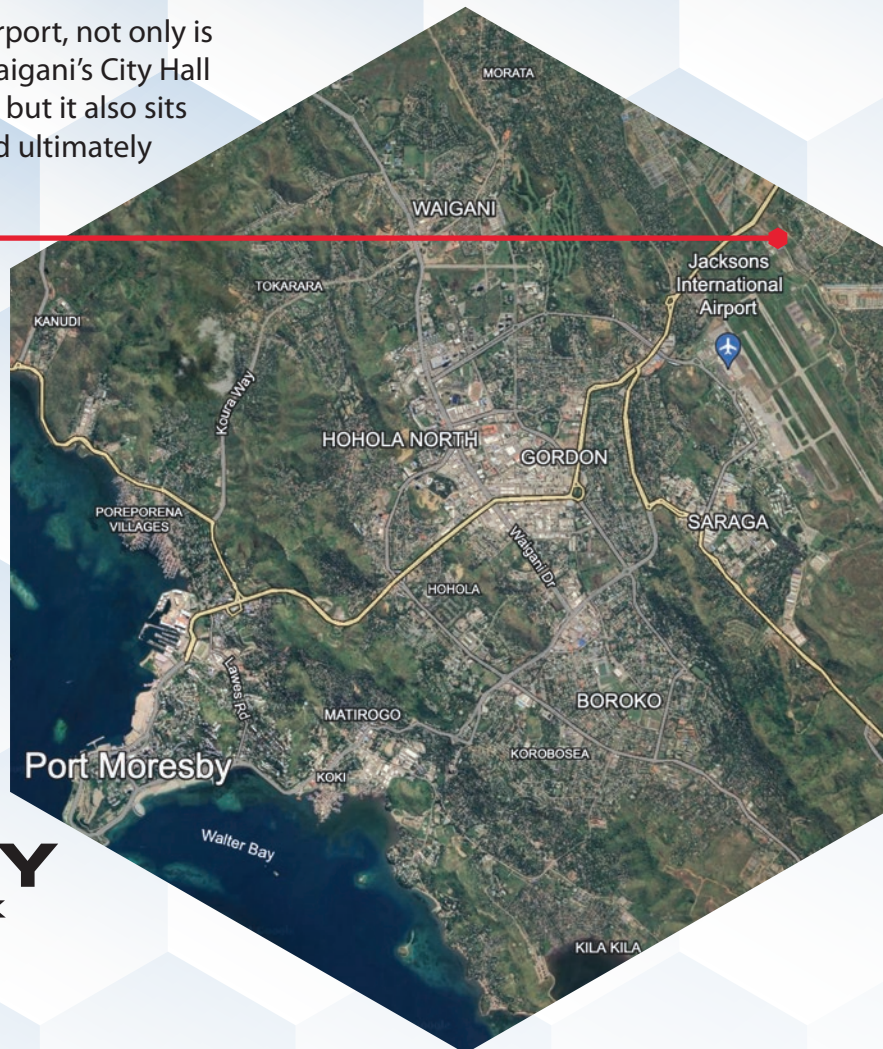 rport, not only is
aigani's City Hall
but it also sits
d ultimately
MORATA
WAIGANI
Jacksons
International
Airport
TOKARARA
KANUDI
Koura Way
HOHOLA NORTH
GORDON
POREPORENA
VILLAGES
SARAGA
Waigani Dr
HOHOLA
Lawes Rd
BOROKO
MATIROGO
KOROBOSEA
Port Moresby
KOKI
Walter Bay
Y
K
KILA KILA